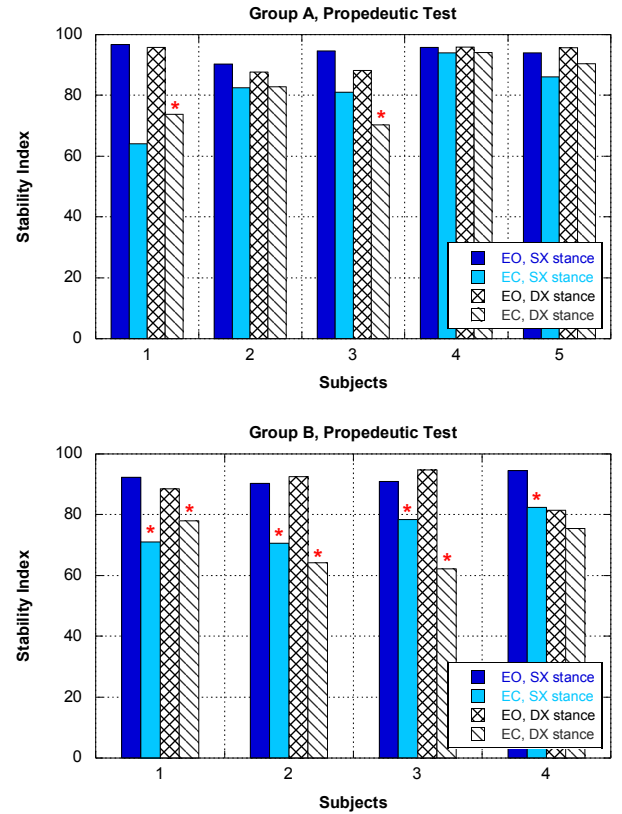 Group A, Propedeutic Test
100
80
60
40
20
0
Stability Index
*
*
EO, SX stance
EC, SX stance
EO, DX stance
EC, DX stance
1 2 3 4 5
Subjects
Group B, Propedeutic Test
100
80
60
40
20
0
Stability Index
* *
* *
* *
*
EO, SX stance
EC, SX stance
EO, DX stance
EC, DX stance
1 2 3 4
Subjects